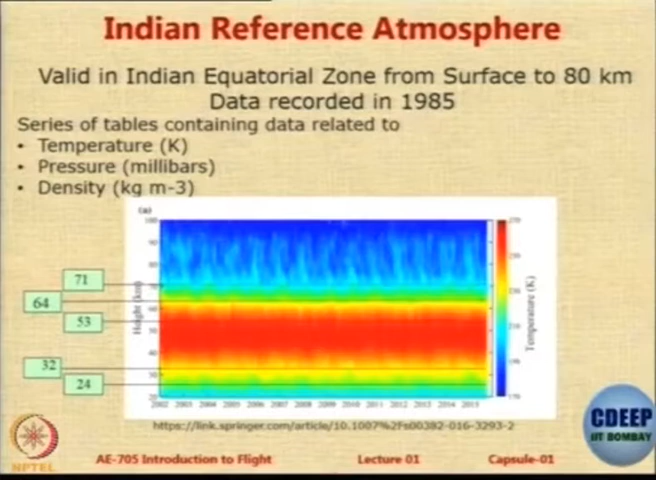 Indian Reference Atmosphere
Valid in Indian Equatorial Zone from Surface to 80 km
Data recorded in 1985
Series of tables containing data related to
• Temperature (K)
• Pressure (millibars)
• Density (kg m-3)
(a)
71
64
53
32
24
Height (km)
Temperature (K)
2002 2003 2004 2005 2006 2007 2008 2009 2010 2011 2012 2013 2014 2015
https://link.springer.com/article/10.1007%2Fs00382-016-3293-2
NPTEL
AE-705 Introduction to Flight
Lecture 01
Capsule-01
CDEEP
IIT BOMBAY